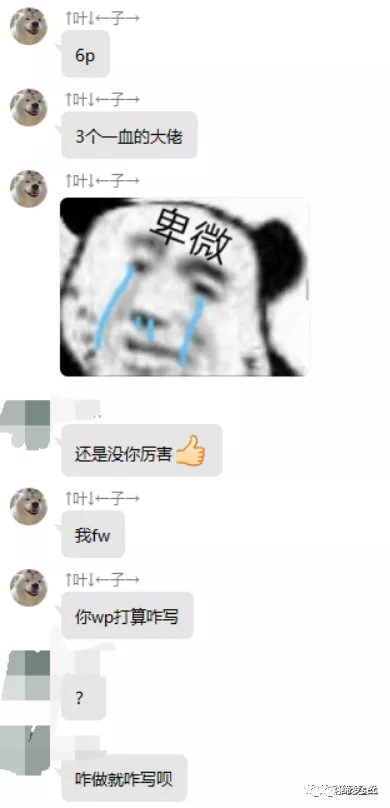 ↑叶↓←子→
6p
↑叶↓←子→
3个一血的大佬
↑叶↓←子→
卑微
还是没你厉害
↑叶↓←子→
我fw
↑叶↓←子→
你wp打算咋写
?
咋做就咋写呗